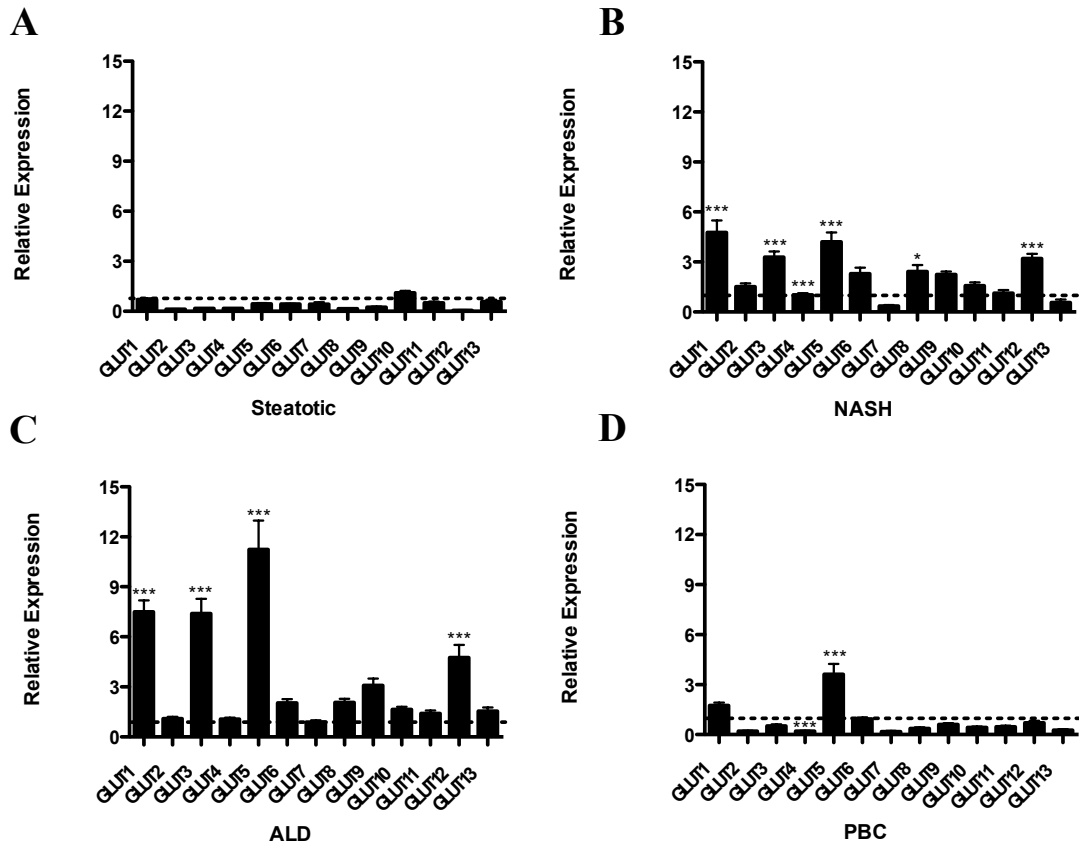 A
Relative Expression
15
12
9
6
3
0
GLUT1
GLUT2
GLUT3
GLUT4
GLUT5
GLUT6
GLUT7
GLUT8
GLUT9
GLUT10
GLUT11
GLUT12
GLUT13
Steatotic
B
Relative Expression
15
12
9
6
3
0
***
***
***
***
*
***
GLUT1
GLUT2
GLUT3
GLUT4
GLUT5
GLUT6
GLUT7
GLUT8
GLUT9
GLUT10
GLUT11
GLUT12
GLUT13
NASH
C
Relative Expression
15
12
9
6
3
0
***
***
***
***
GLUT1
GLUT2
GLUT3
GLUT4
GLUT5
GLUT6
GLUT7
GLUT8
GLUT9
GLUT10
GLUT11
GLUT12
GLUT13
ALD
D
Relative Expression
15
12
9
6
3
0
***
***
GLUT1
GLUT2
GLUT3
GLUT4
GLUT5
GLUT6
GLUT7
GLUT8
GLUT9
GLUT10
GLUT11
GLUT12
GLUT13
PBC